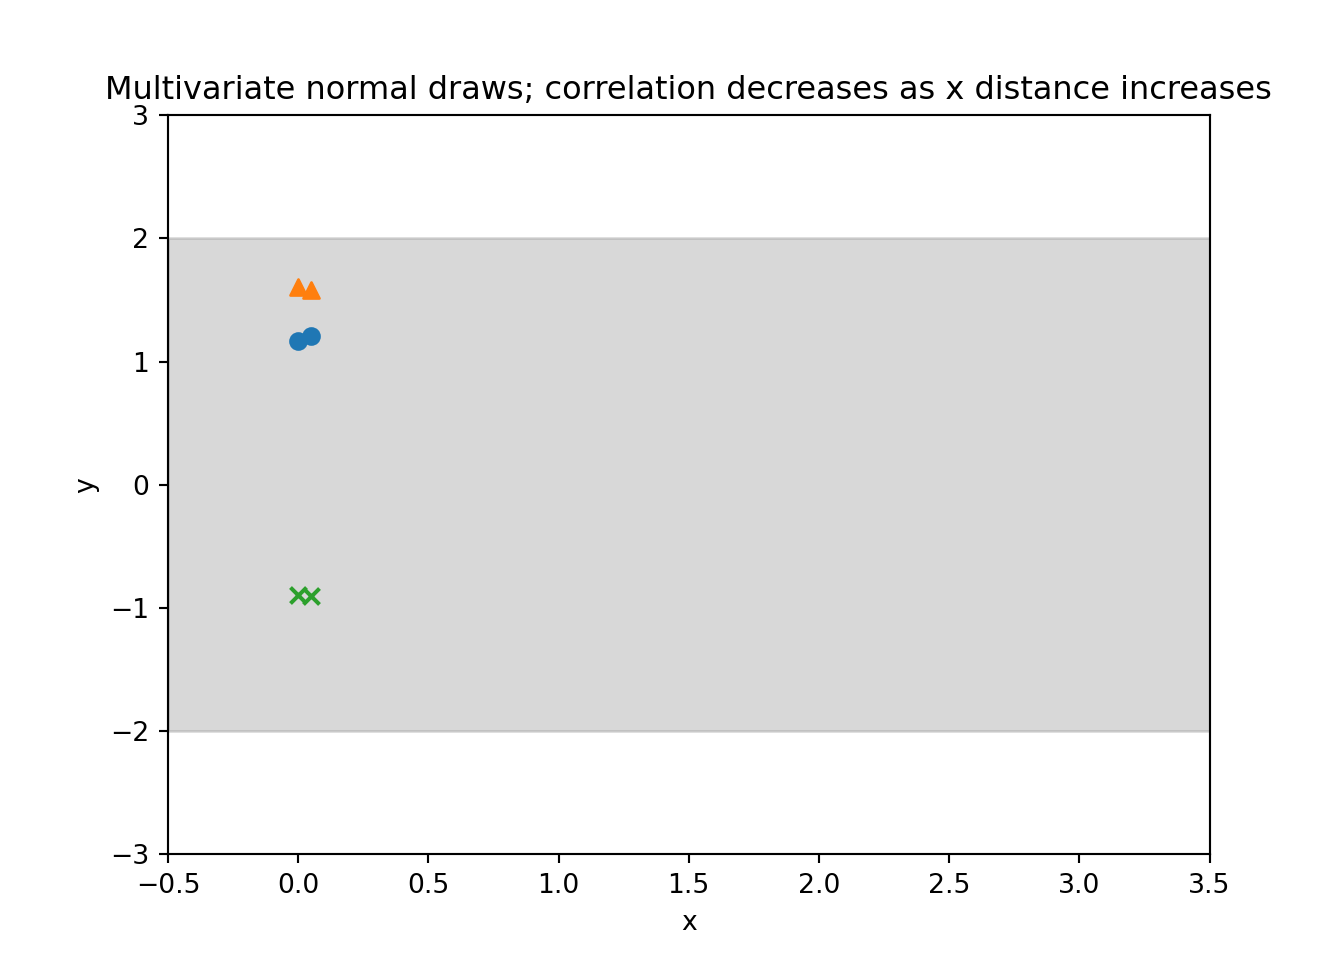 Multivariate normal draws; correlation decreases as x distance increases
3
2
1
0
−1
−2
−3
y
−0.5 0.0 0.5 1.0 1.5 2.0 2.5 3.0 3.5
x